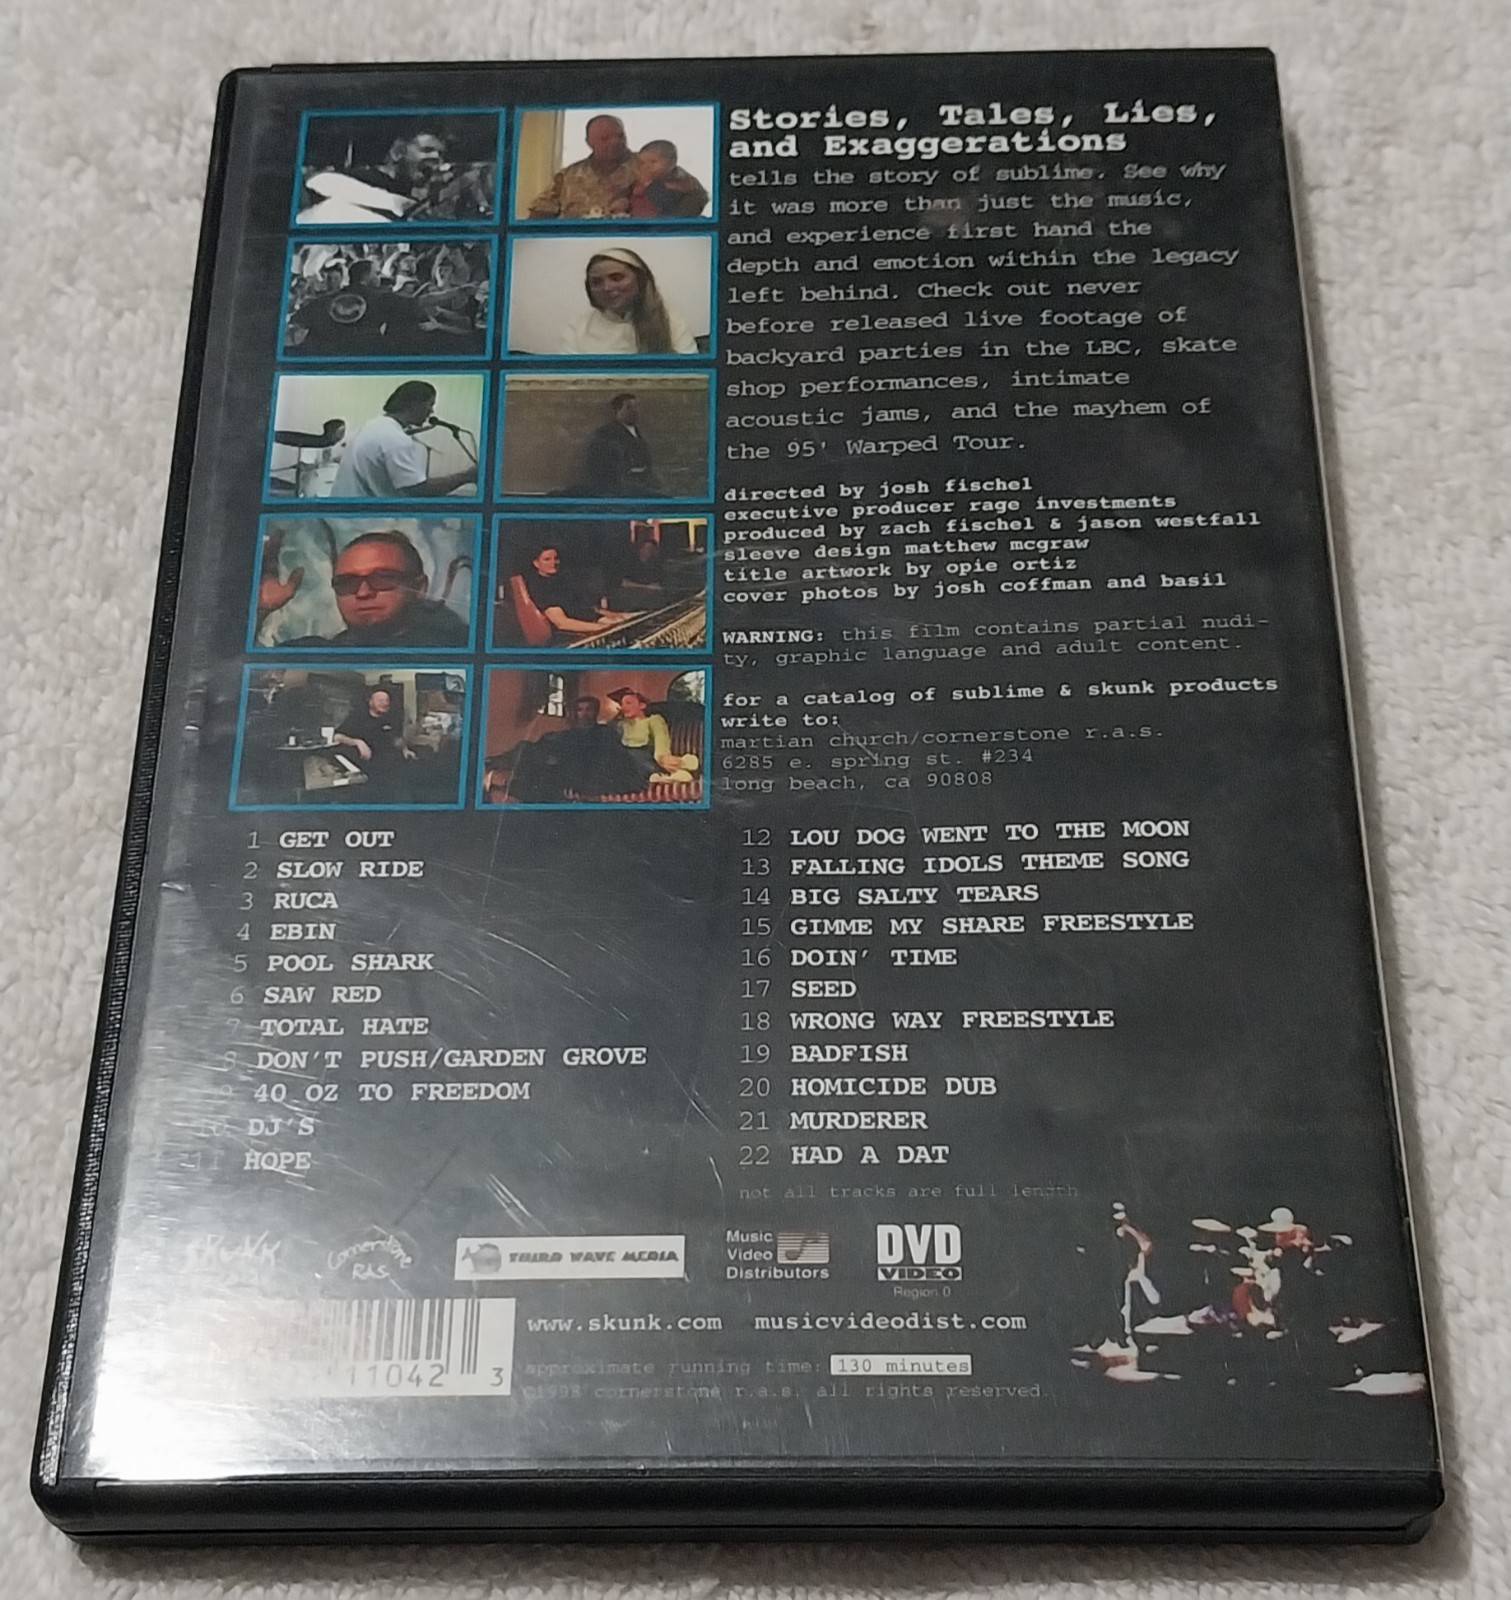 Stories, Tales, Lies,
and Exaggerations
tells the story of sublime. See why
it was more than just the music,
and experience first hand the
depth and emotion within the legacy
left behind. Check out never
before released live footage of
backyard parties in the LBC, skate
shop performances, intimate
acoustic jams, and the mayhem of
the 95' Warped Tour.
directed by josh fischel
executive producer rage investments
produced by zach fischel & jason westfall
sleeve design matthew mcgraw
title artwork by opie ortiz
cover photos by josh coffman and basil
WARNING: this film contains partial nudi-
ty, graphic language and adult content.
for a catalog of sublime & skunk products
write to:
martian church/cornerstone r.a.s.
6285 e. spring st. #234
long beach, ca 90808
1 GET OUT
2 SLOW RIDE
3 RUCA
4 EBIN
5 POOL SHARK
6 SAW RED
7 TOTAL HATE
8 DON'T PUSH/GARDEN GROVE
9 40 OZ TO FREEDOM
10 DJ'S
11 HOPE
12 LOU DOG WENT TO THE MOON
13 FALLING IDOLS THEME SONG
14 BIG SALTY TEARS
15 GIMME MY SHARE FREESTYLE
16 DOIN' TIME
17 SEED
18 WRONG WAY FREESTYLE
19 BADFISH
20 HOMICIDE DUB
21 MURDERER
22 HAD A DAT
not all tracks are full length
SKUNK
Cornerstone
R.A.S.
THIRD WAVE MEDIA
Music
Video
Distributors
DVD
VIDEO
Region 0
www.skunk.com musicvideodist.com
approximate running time: 130 minutes
©1998 cornerstone r.a.s. all rights reserved.
11042 3